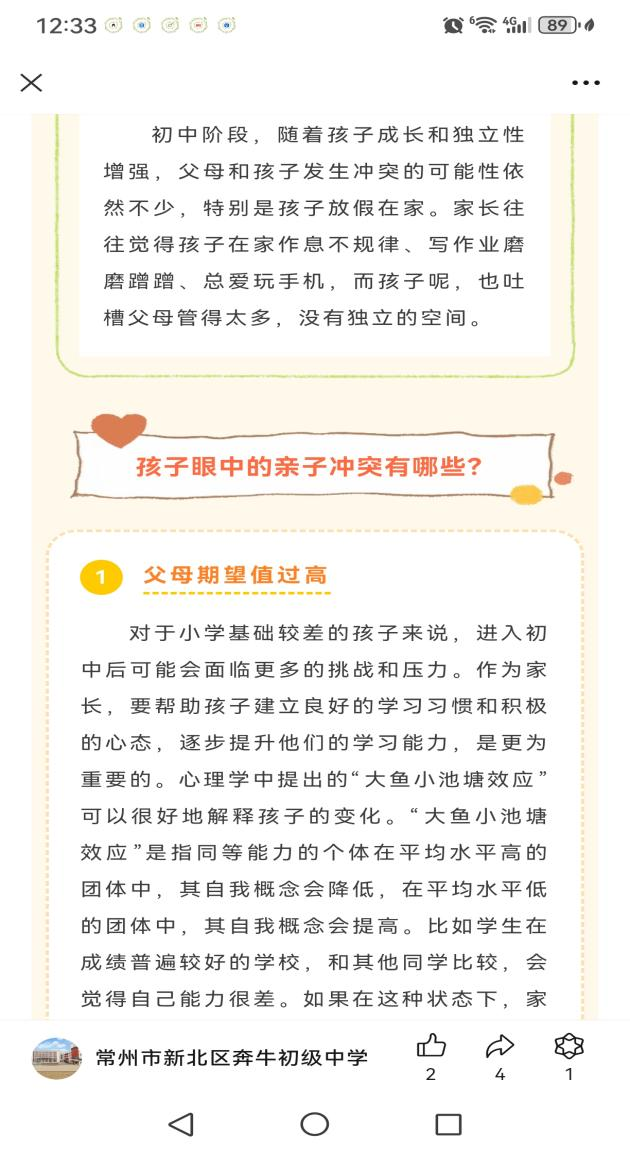 12:33
6
4G
89
初中阶段，随着孩子成长和独立性
增强，父母和孩子发生冲突的可能性依
然不少，特别是孩子放假在家。家长往
往觉得孩子在家作息不规律、写作业磨
磨蹭蹭、总爱玩手机，而孩子呢，也吐
槽父母管得太多，没有独立的空间。
孩子眼中的亲子冲突有哪些?
1 父母期望值过高
对于小学基础较差的孩子来说，进入初
中后可能会面临更多的挑战和压力。作为家
长，要帮助孩子建立良好的学习习惯和积极
的心态，逐步提升他们的学习能力，是更为
重要的。心理学中提出的“大鱼小池塘效应”
可以很好地解释孩子的变化。“大鱼小池塘
效应”是指同等能力的个体在平均水平高的
团体中，其自我概念会降低，在平均水平低
的团体中，其自我概念会提高。比如学生在
成绩普遍较好的学校，和其他同学比较，会
觉得自己能力很差。如果在这种状态下，家
常州市新北区奔牛初级中学
2 4 1